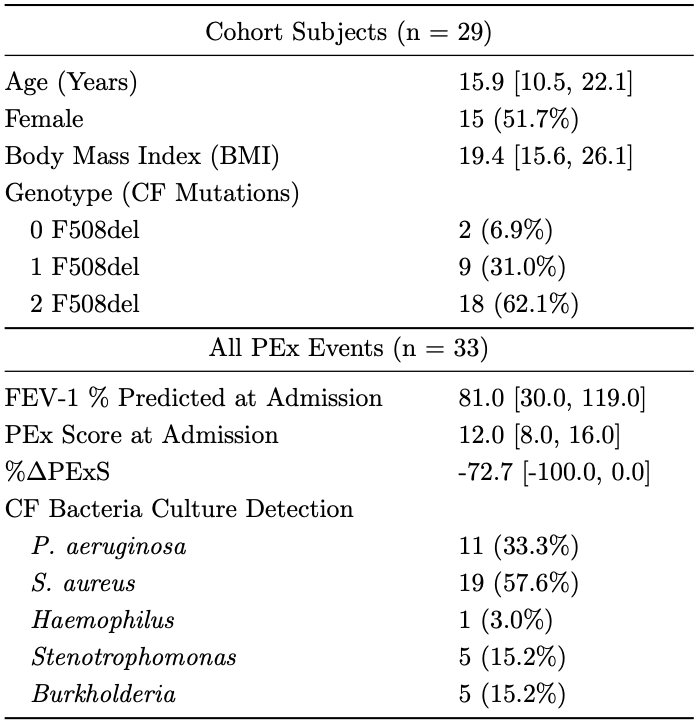 Cohort Subjects (n = 29)
Age (Years) 15.9 [10.5, 22.1]
Female 15 (51.7%)
Body Mass Index (BMI) 19.4 [15.6, 26.1]
Genotype (CF Mutations)
0 F508del 2 (6.9%)
1 F508del 9 (31.0%)
2 F508del 18 (62.1%)
All PEx Events (n = 33)
FEV-1 % Predicted at Admission 81.0 [30.0, 119.0]
PEx Score at Admission 12.0 [8.0, 16.0]
%ΔPExS -72.7 [-100.0, 0.0]
CF Bacteria Culture Detection
P. aeruginosa 11 (33.3%)
S. aureus 19 (57.6%)
Haemophilus 1 (3.0%)
Stenotrophomonas 5 (15.2%)
Burkholderia 5 (15.2%)